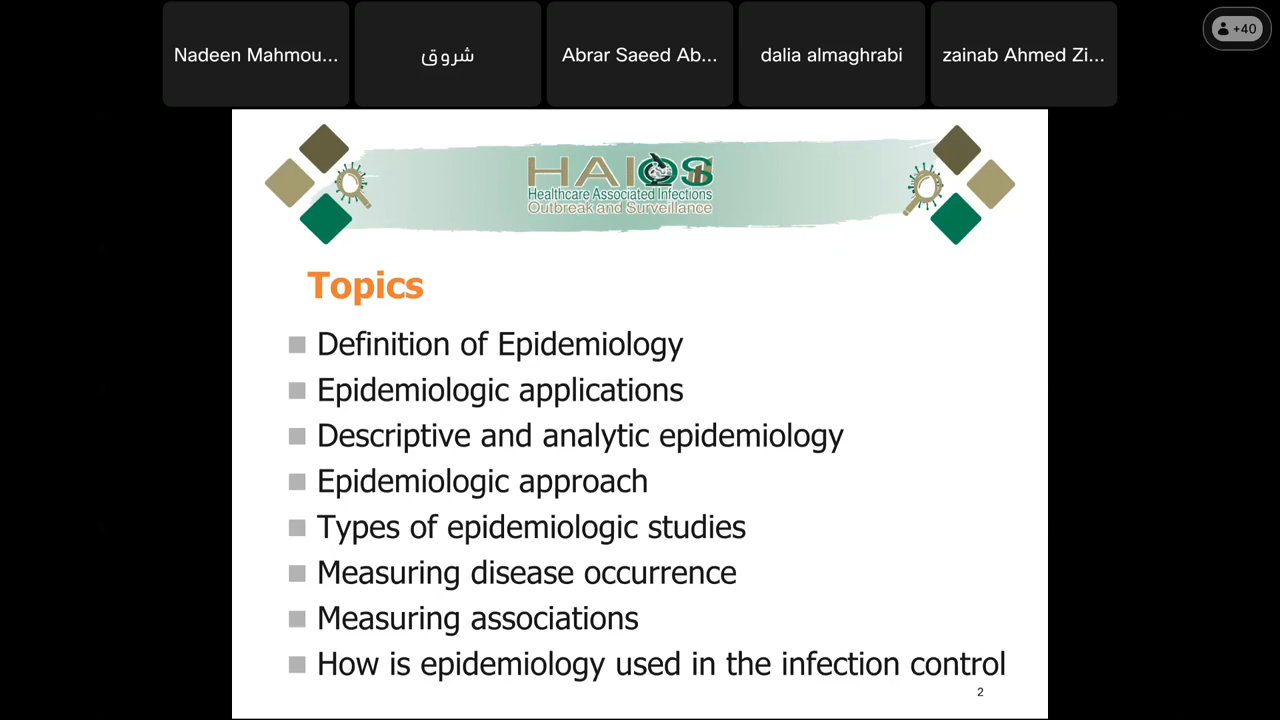 Nadeen Mahmou...
شروق
Abrar Saeed Ab...
dalia almaghrabi
zainab Ahmed Zi...
+40
HAIOS
Healthcare Associated Infections
Outbreak and Surveillance
Topics
Definition of Epidemiology
Epidemiologic applications
Descriptive and analytic epidemiology
Epidemiologic approach
Types of epidemiologic studies
Measuring disease occurrence
Measuring associations
How is epidemiology used in the infection control
2